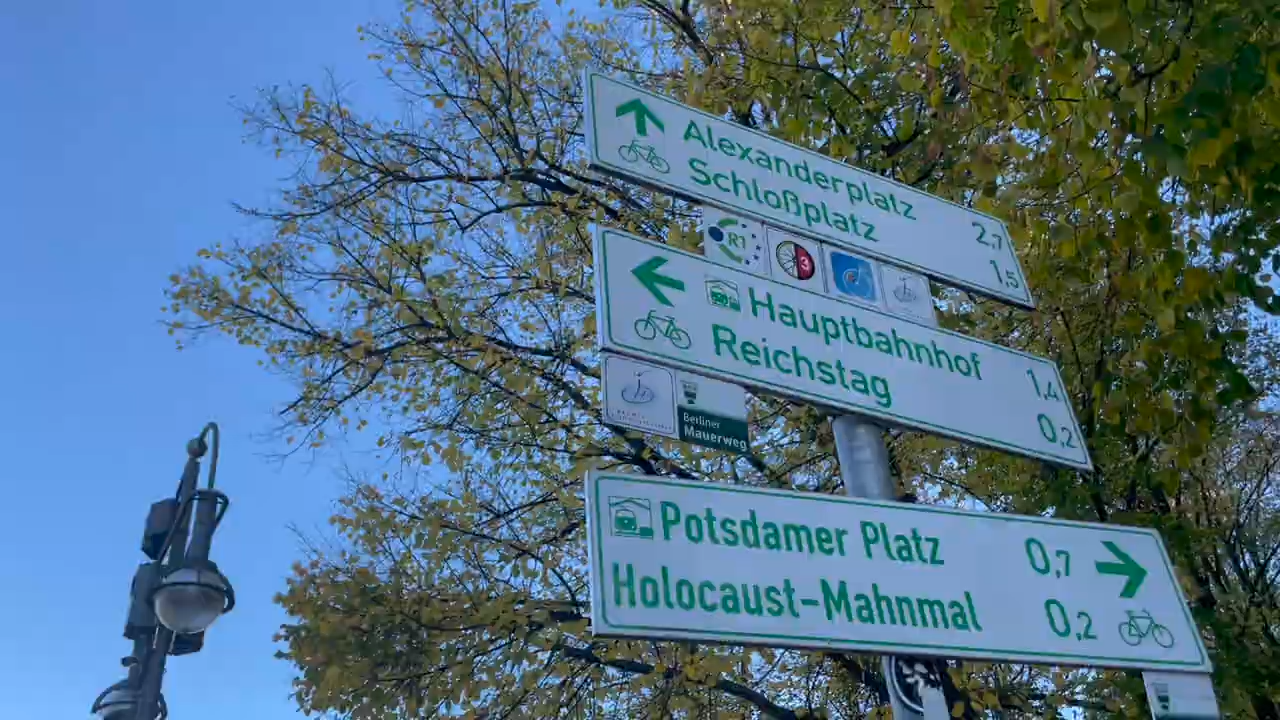 Alexanderplatz 2,7
Schloßplatz 1,5
R1
3
Hauptbahnhof 1,4
Reichstag 0,2
Berliner
Mauerweg
Potsdamer Platz 0,7
Holocaust-Mahnmal 0,2